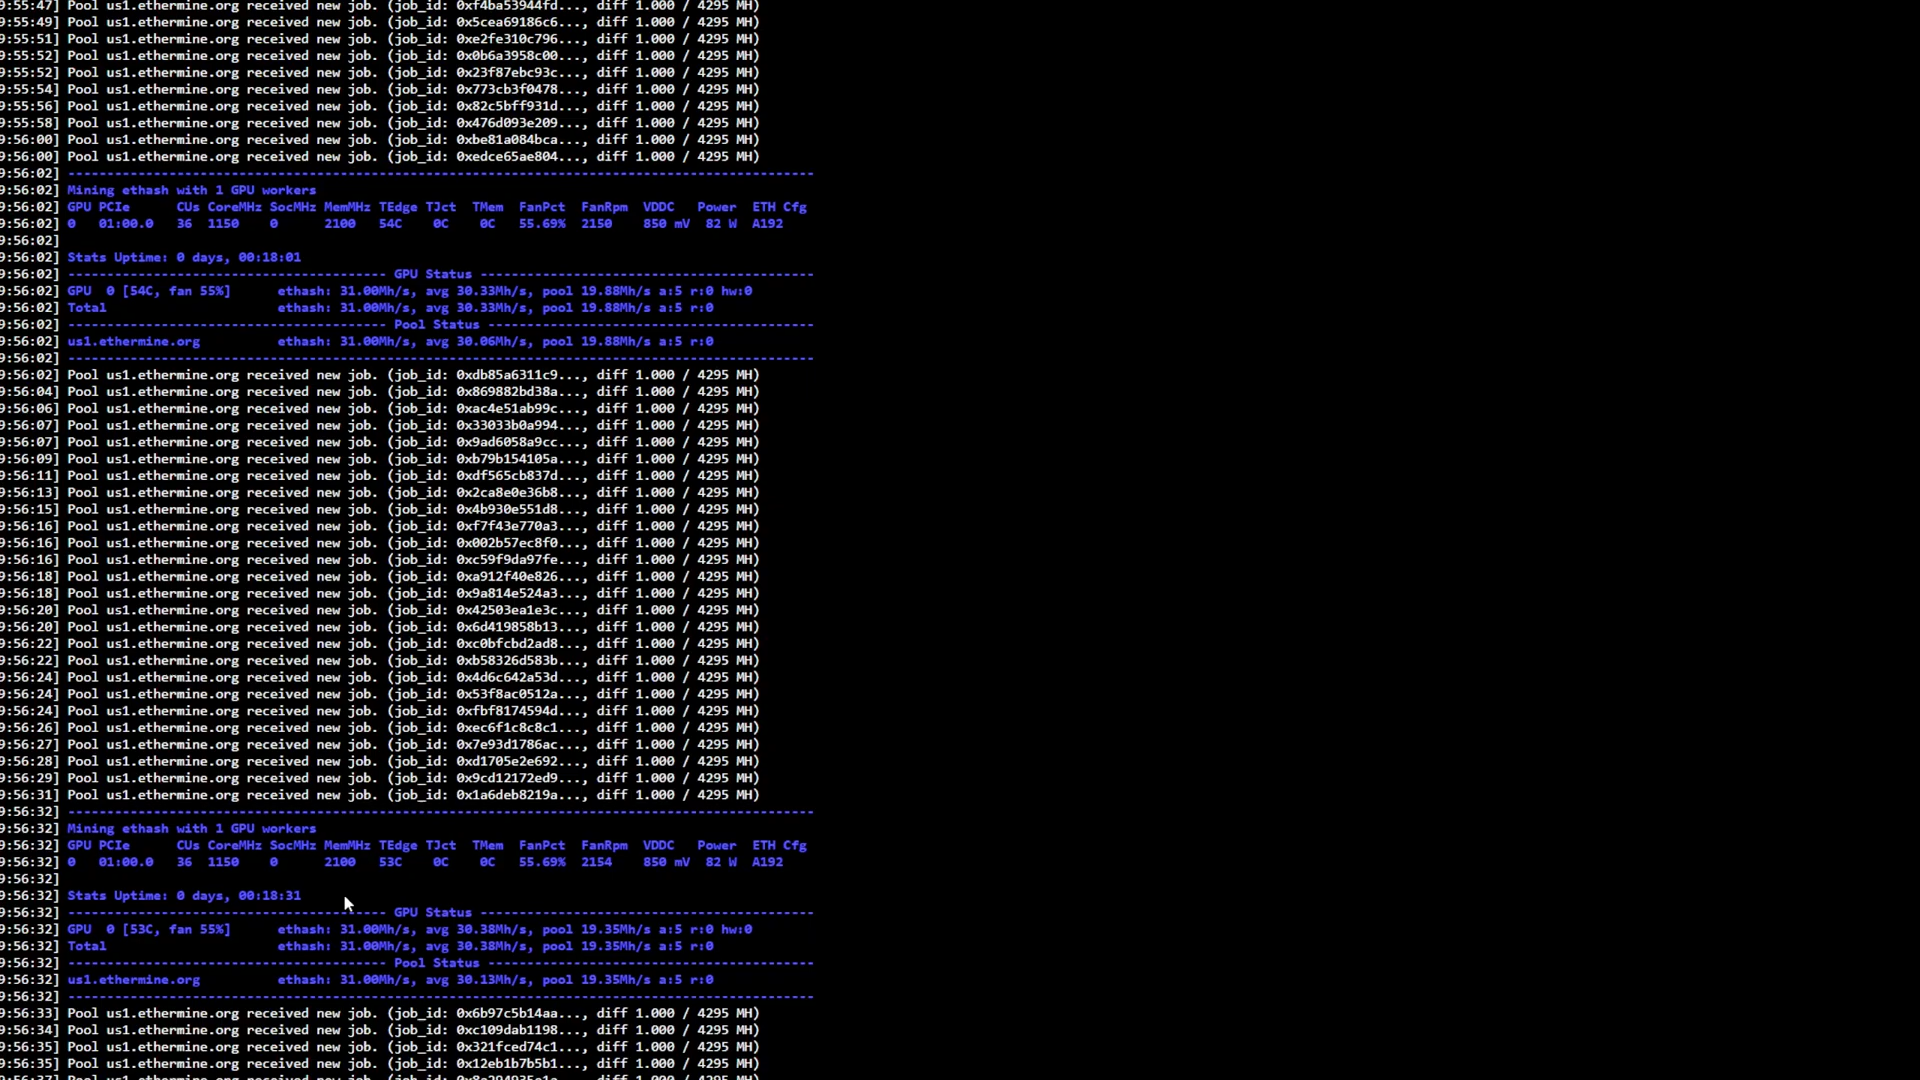 9:55:47] Pool us1.ethermine.org received new job. (job_id: 0xf4ba53944fd..., diff 1.000 / 4295 MH)
9:55:49] Pool us1.ethermine.org received new job. (job_id: 0x5cea69186c6..., diff 1.000 / 4295 MH)
9:55:51] Pool us1.ethermine.org received new job. (job_id: 0xe2fe310c796..., diff 1.000 / 4295 MH)
9:55:52] Pool us1.ethermine.org received new job. (job_id: 0x0b6a3958c00..., diff 1.000 / 4295 MH)
9:55:52] Pool us1.ethermine.org received new job. (job_id: 0x23f87ebc93c..., diff 1.000 / 4295 MH)
9:55:54] Pool us1.ethermine.org received new job. (job_id: 0x773cb3f0478..., diff 1.000 / 4295 MH)
9:55:56] Pool us1.ethermine.org received new job. (job_id: 0x82c5bff931d..., diff 1.000 / 4295 MH)
9:55:58] Pool us1.ethermine.org received new job. (job_id: 0x476d093e209..., diff 1.000 / 4295 MH)
9:56:00] Pool us1.ethermine.org received new job. (job_id: 0xbe81a084bca..., diff 1.000 / 4295 MH)
9:56:00] Pool us1.ethermine.org received new job. (job_id: 0xedce65ae804..., diff 1.000 / 4295 MH)
9:56:02] ------------------------------------------------------------------------------------------------
9:56:02] Mining ethash with 1 GPU workers
9:56:02] GPU PCIe      CUs CoreMHz SocMHz MemMHz TEdge TJct  TMem  FanPct  FanRpm  VDDC   Power  ETH Cfg
9:56:02] 0   01:00.0   36  1150    0      2100   54C    0C    0C   55.69%  2150    850 mV  82 W  A192
9:56:02]
9:56:02] Stats Uptime: 0 days, 00:18:01
9:56:02] ----------------------------------------- GPU Status -------------------------------------------
9:56:02] GPU  0 [54C, fan 55%]      ethash: 31.00Mh/s, avg 30.33Mh/s, pool 19.88Mh/s a:5 r:0 hw:0
9:56:02] Total                      ethash: 31.00Mh/s, avg 30.33Mh/s, pool 19.88Mh/s a:5 r:0
9:56:02] ----------------------------------------- Pool Status ------------------------------------------
9:56:02] us1.ethermine.org          ethash: 31.00Mh/s, avg 30.06Mh/s, pool 19.88Mh/s a:5 r:0
9:56:02] ------------------------------------------------------------------------------------------------
9:56:02] Pool us1.ethermine.org received new job. (job_id: 0xdb85a6311c9..., diff 1.000 / 4295 MH)
9:56:04] Pool us1.ethermine.org received new job. (job_id: 0x869882bd38a..., diff 1.000 / 4295 MH)
9:56:06] Pool us1.ethermine.org received new job. (job_id: 0xac4e51ab99c..., diff 1.000 / 4295 MH)
9:56:07] Pool us1.ethermine.org received new job. (job_id: 0x33033b0a994..., diff 1.000 / 4295 MH)
9:56:07] Pool us1.ethermine.org received new job. (job_id: 0x9ad6058a9cc..., diff 1.000 / 4295 MH)
9:56:09] Pool us1.ethermine.org received new job. (job_id: 0xb79b154105a..., diff 1.000 / 4295 MH)
9:56:11] Pool us1.ethermine.org received new job. (job_id: 0xdf565cb837d..., diff 1.000 / 4295 MH)
9:56:13] Pool us1.ethermine.org received new job. (job_id: 0x2ca8e0e36b8..., diff 1.000 / 4295 MH)
9:56:15] Pool us1.ethermine.org received new job. (job_id: 0x4b930e551d8..., diff 1.000 / 4295 MH)
9:56:16] Pool us1.ethermine.org received new job. (job_id: 0xf7f43e770a3..., diff 1.000 / 4295 MH)
9:56:16] Pool us1.ethermine.org received new job. (job_id: 0x002b57ec8f0..., diff 1.000 / 4295 MH)
9:56:16] Pool us1.ethermine.org received new job. (job_id: 0xc59f9da97fe..., diff 1.000 / 4295 MH)
9:56:18] Pool us1.ethermine.org received new job. (job_id: 0xa912f40e826..., diff 1.000 / 4295 MH)
9:56:18] Pool us1.ethermine.org received new job. (job_id: 0x9a814e524a3..., diff 1.000 / 4295 MH)
9:56:20] Pool us1.ethermine.org received new job. (job_id: 0x42503ea1e3c..., diff 1.000 / 4295 MH)
9:56:20] Pool us1.ethermine.org received new job. (job_id: 0x6d419858b13..., diff 1.000 / 4295 MH)
9:56:22] Pool us1.ethermine.org received new job. (job_id: 0xc0bfcbd2ad8..., diff 1.000 / 4295 MH)
9:56:22] Pool us1.ethermine.org received new job. (job_id: 0xb58326d583b..., diff 1.000 / 4295 MH)
9:56:24] Pool us1.ethermine.org received new job. (job_id: 0x4d6c642a53d..., diff 1.000 / 4295 MH)
9:56:24] Pool us1.ethermine.org received new job. (job_id: 0x53f8ac0512a..., diff 1.000 / 4295 MH)
9:56:24] Pool us1.ethermine.org received new job. (job_id: 0xfbf8174594d..., diff 1.000 / 4295 MH)
9:56:26] Pool us1.ethermine.org received new job. (job_id: 0xec6f1c8c8c1..., diff 1.000 / 4295 MH)
9:56:27] Pool us1.ethermine.org received new job. (job_id: 0x7e93d1786ac..., diff 1.000 / 4295 MH)
9:56:28] Pool us1.ethermine.org received new job. (job_id: 0xd1705e2e692..., diff 1.000 / 4295 MH)
9:56:29] Pool us1.ethermine.org received new job. (job_id: 0x9cd12172ed9..., diff 1.000 / 4295 MH)
9:56:31] Pool us1.ethermine.org received new job. (job_id: 0x1a6deb8219a..., diff 1.000 / 4295 MH)
9:56:32] ------------------------------------------------------------------------------------------------
9:56:32] Mining ethash with 1 GPU workers
9:56:32] GPU PCIe      CUs CoreMHz SocMHz MemMHz TEdge TJct  TMem  FanPct  FanRpm  VDDC   Power  ETH Cfg
9:56:32] 0   01:00.0   36  1150    0      2100   53C    0C    0C   55.69%  2154    850 mV  82 W  A192
9:56:32]
9:56:32] Stats Uptime: 0 days, 00:18:31
9:56:32] ----------------------------------------- GPU Status -------------------------------------------
9:56:32] GPU  0 [53C, fan 55%]      ethash: 31.00Mh/s, avg 30.38Mh/s, pool 19.35Mh/s a:5 r:0 hw:0
9:56:32] Total                      ethash: 31.00Mh/s, avg 30.38Mh/s, pool 19.35Mh/s a:5 r:0
9:56:32] ----------------------------------------- Pool Status ------------------------------------------
9:56:32] us1.ethermine.org          ethash: 31.00Mh/s, avg 30.13Mh/s, pool 19.35Mh/s a:5 r:0
9:56:32] ------------------------------------------------------------------------------------------------
9:56:33] Pool us1.ethermine.org received new job. (job_id: 0x6b97c5b14aa..., diff 1.000 / 4295 MH)
9:56:34] Pool us1.ethermine.org received new job. (job_id: 0xc109dab1198..., diff 1.000 / 4295 MH)
9:56:35] Pool us1.ethermine.org received new job. (job_id: 0x321fced74c1..., diff 1.000 / 4295 MH)
9:56:35] Pool us1.ethermine.org received new job. (job_id: 0x12eb1b7b5b1..., diff 1.000 / 4295 MH)